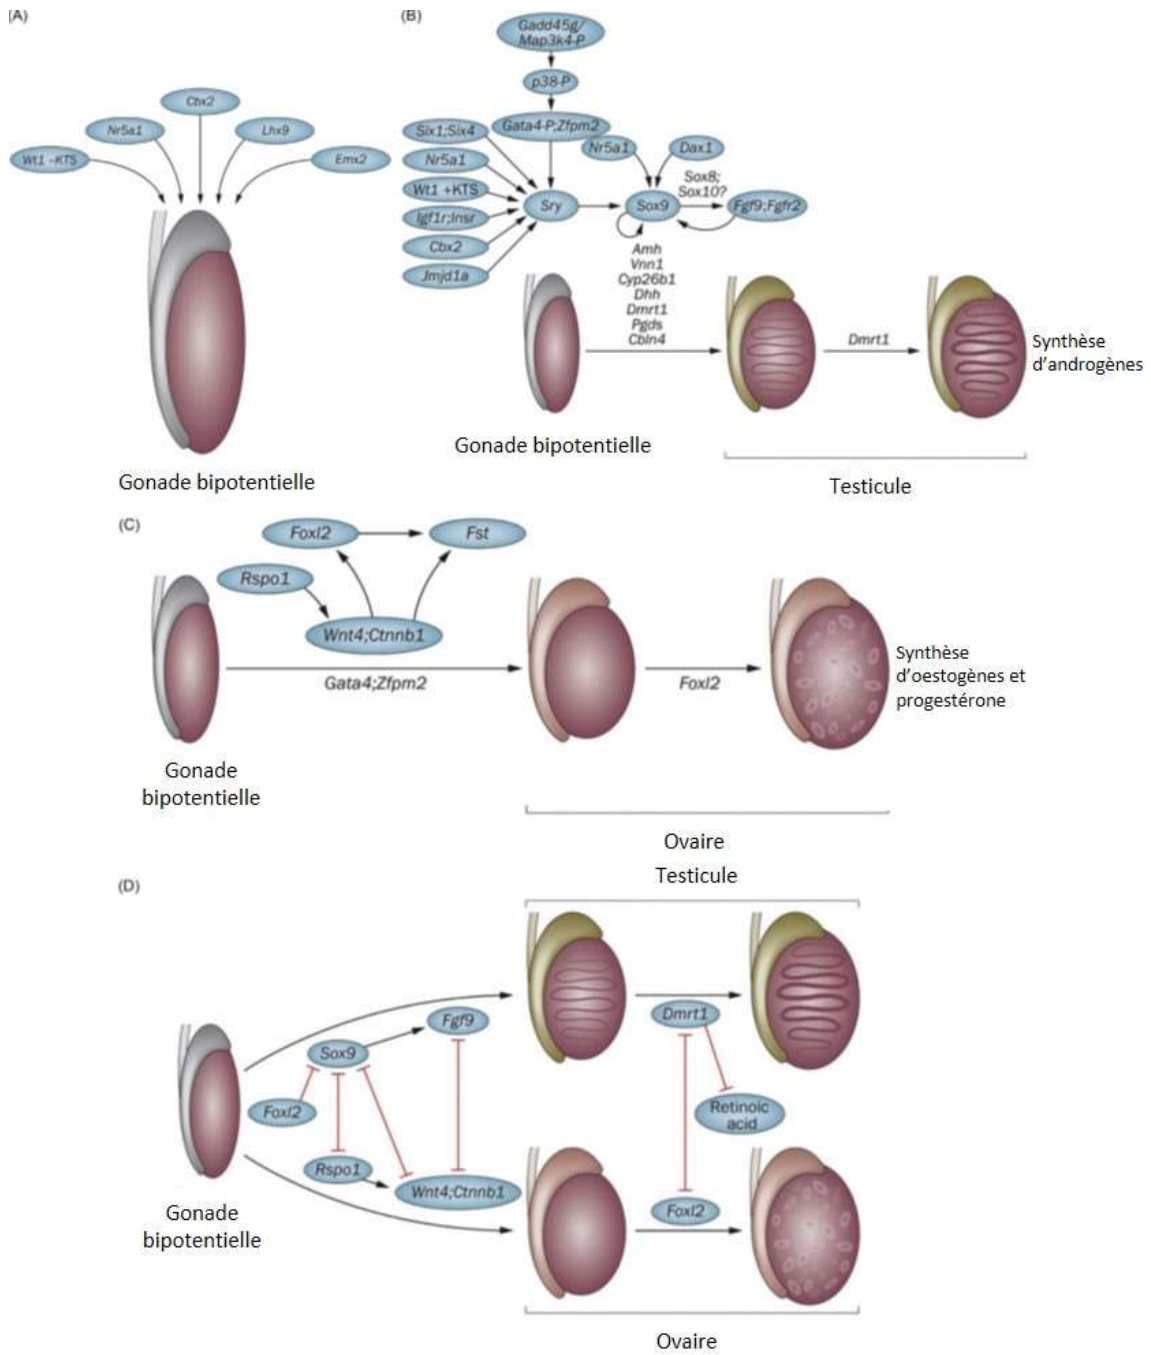 (A)
Cbx2
Nr5a1
Lhx9
Wt1 -KTS
Emx2
Gonade bipotentielle
(B)
Gadd45g/
Map3k4-P
p38-P
Gata4-P;Zfpm2
Six1;Six4
Nr5a1
Wt1 +KTS
Igf1r;Insr
Cbx2
Jmjd1a
Sry
Nr5a1
Dax1
Sox9
Sox8;
Sox10?
Fgf9;Fgfr2
Amh
Vnn1
Cyp26b1
Dhh
Dmrt1
Pgds
Cbln4
Dmrt1
Synthèse
d'androgènes
Gonade bipotentielle
Testicule
(C)
Foxl2
Fst
Rspo1
Wnt4;Ctnnb1
Gata4;Zfpm2
Foxl2
Synthèse
d'oestogènes et
progestérone
Gonade
bipotentielle
Ovaire
(D)
Testicule
Fgf9
Sox9
Foxl2
Rspo1
Wnt4;Ctnnb1
Dmrt1
Retinoic
acid
Foxl2
Gonade
bipotentielle
Ovaire